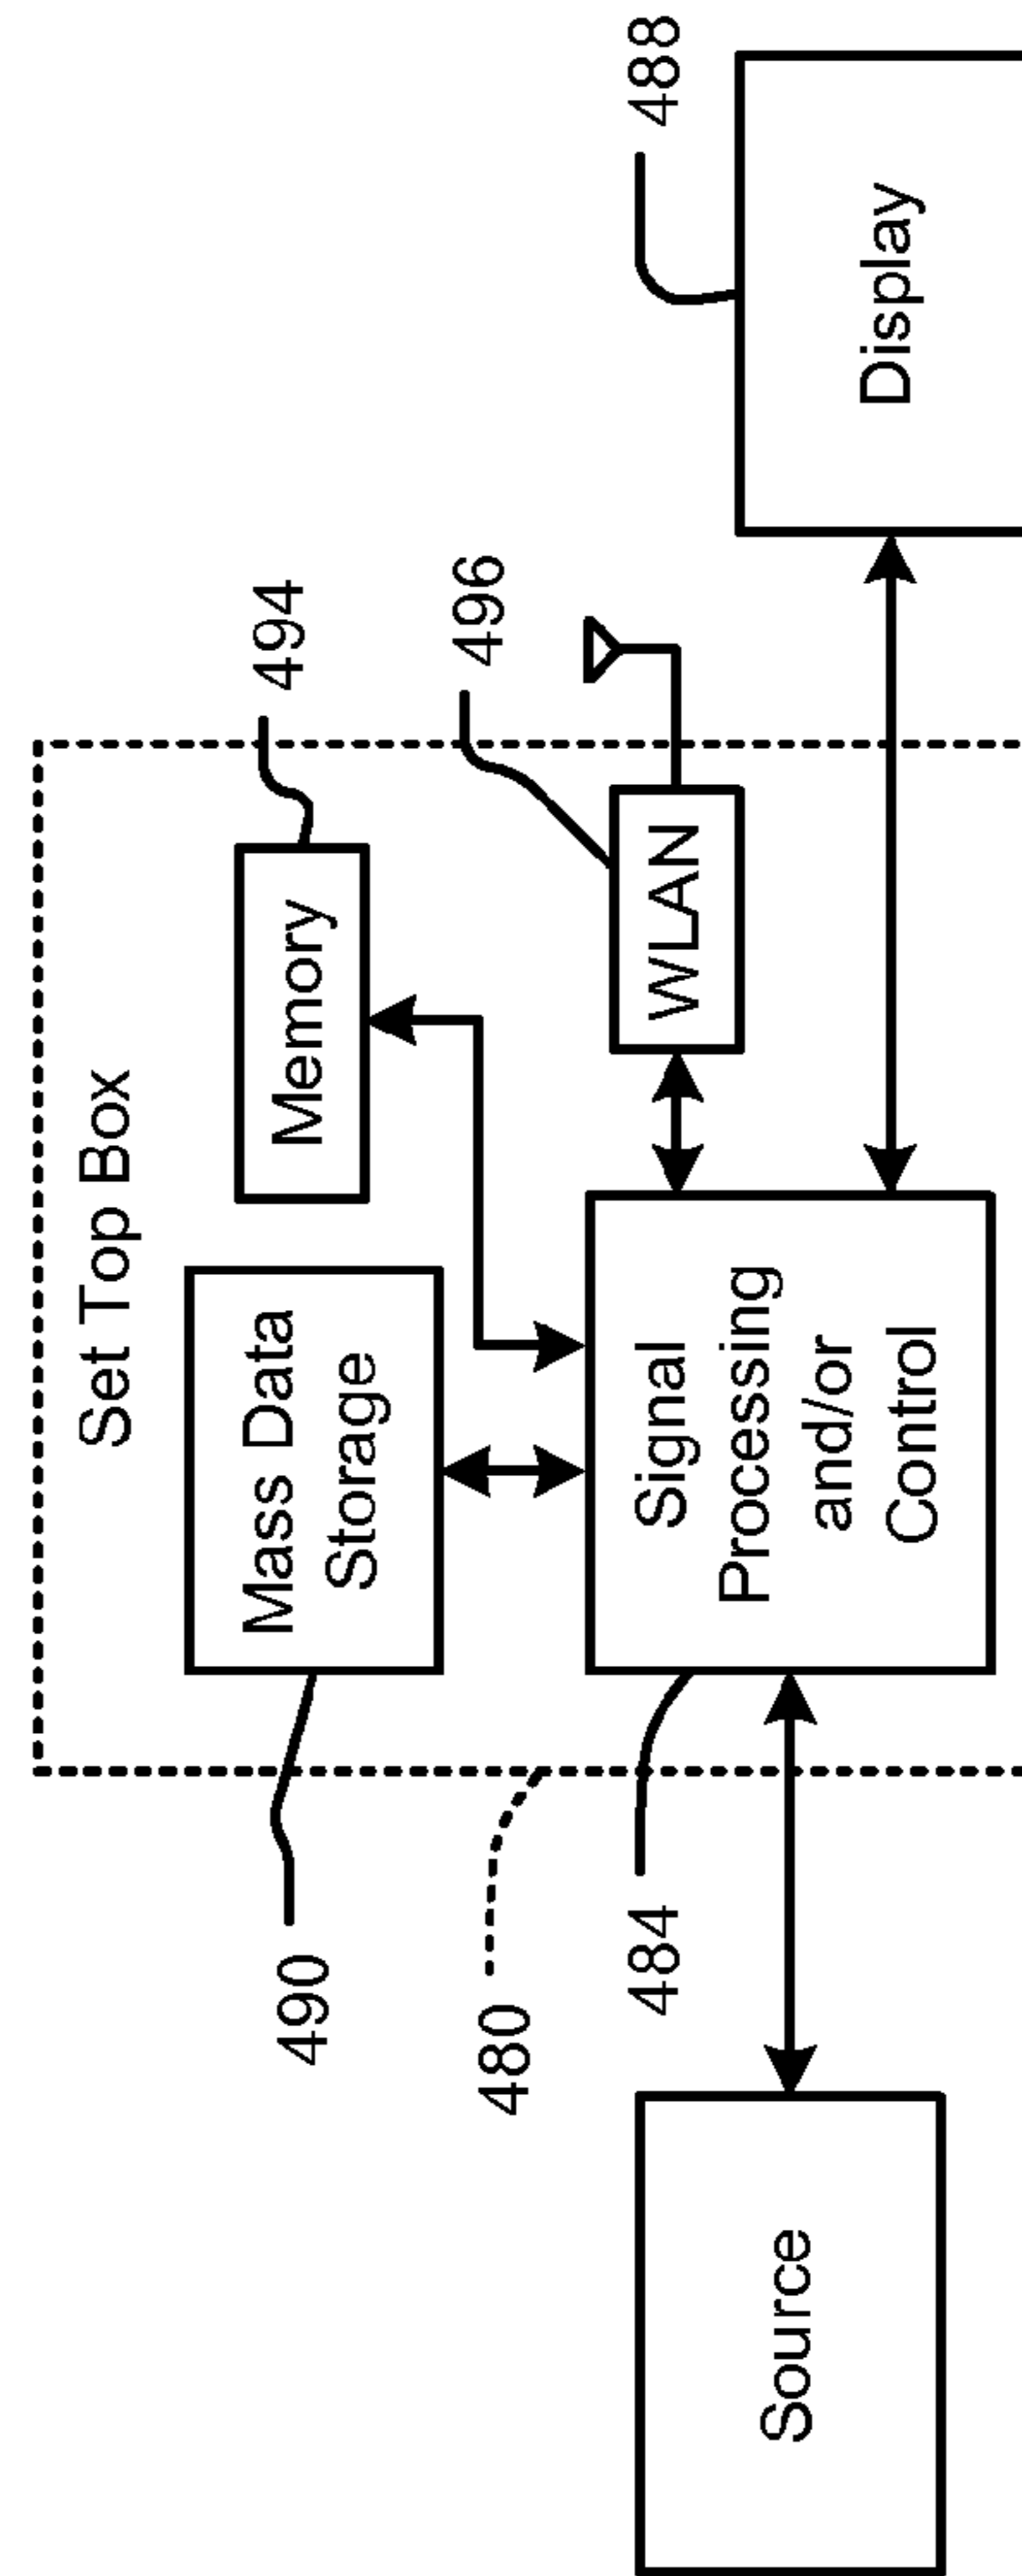 Set Top Box
490
Mass Data
Storage
Memory
494
480
496
484
Signal
Processing
and/or
Control
WLAN
488
Source
Display